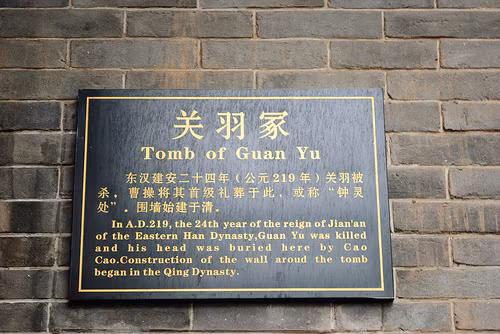 关羽冢
Tomb of Guan Yu
东汉建安二十四年（公元219年）关羽被
杀，曹操将其首级礼葬于此，或称“钟灵
处”。围墙始建于清。
In A.D.219, the 24th year of the reign of Jian'an
of the Eastern Han Dynasty,Guan Yu was killed
and his head was buried here by Cao
Cao.Construction of the wall aroud the tomb
began in the Qing Dynasty.